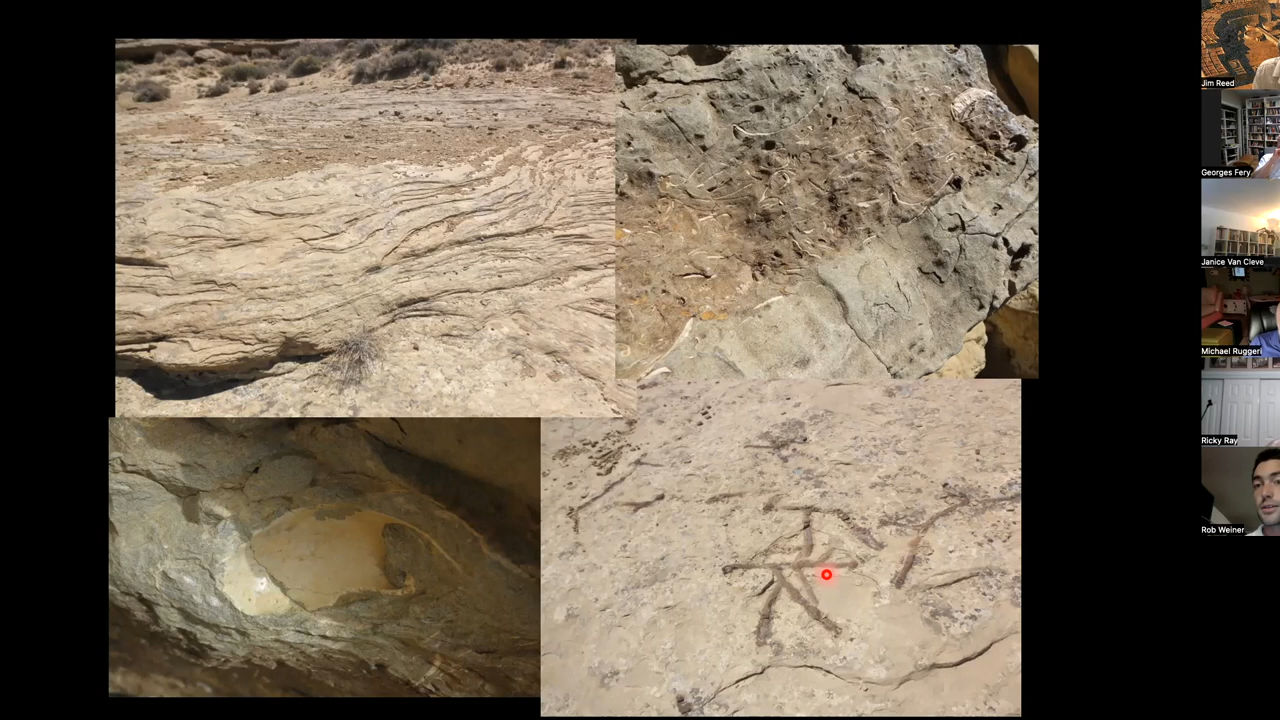 Jim Reed
Georges Fery
Janice Van Cleve
Michael Ruggeri
Ricky Ray
Rob Weiner